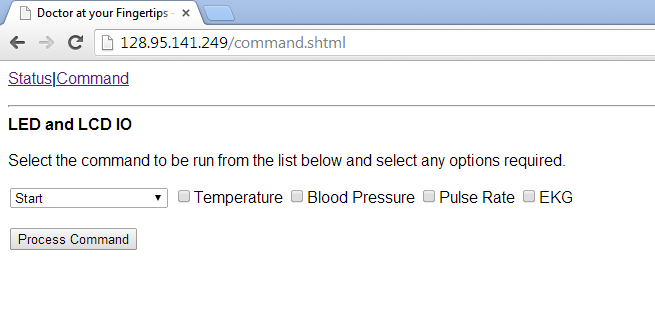 Doctor at your Fingertips -
128.95.141.249/command.shtml
Status|Command
LED and LCD IO
Select the command to be run from the list below and select any options required.
Start Temperature Blood Pressure Pulse Rate EKG
Process Command